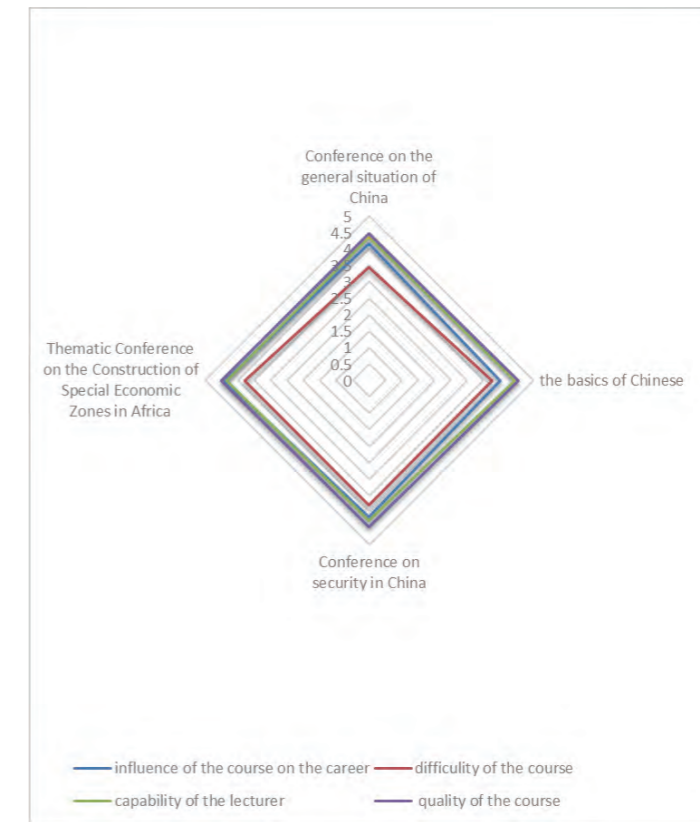 Conference on the
general situation of
China
5
4.5
4
3.5
3
2.5
2
1.5
1
0.5
0
Thematic Conference
on the Construction of
Special Economic
Zones in Africa
the basics of Chinese
Conference on
security in China
influence of the course on the career
difficulity of the course
capability of the lecturer
quality of the course